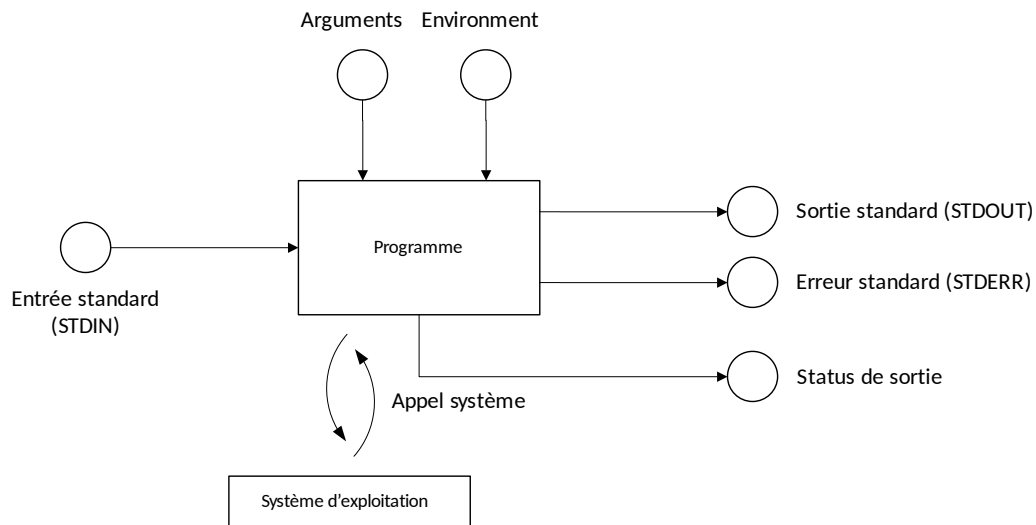 Arguments
Environment
Sortie standard (STDOUT)
Programme
Erreur standard (STDERR)
Entrée standard
(STDIN)
Status de sortie
Appel système
Système d’exploitation